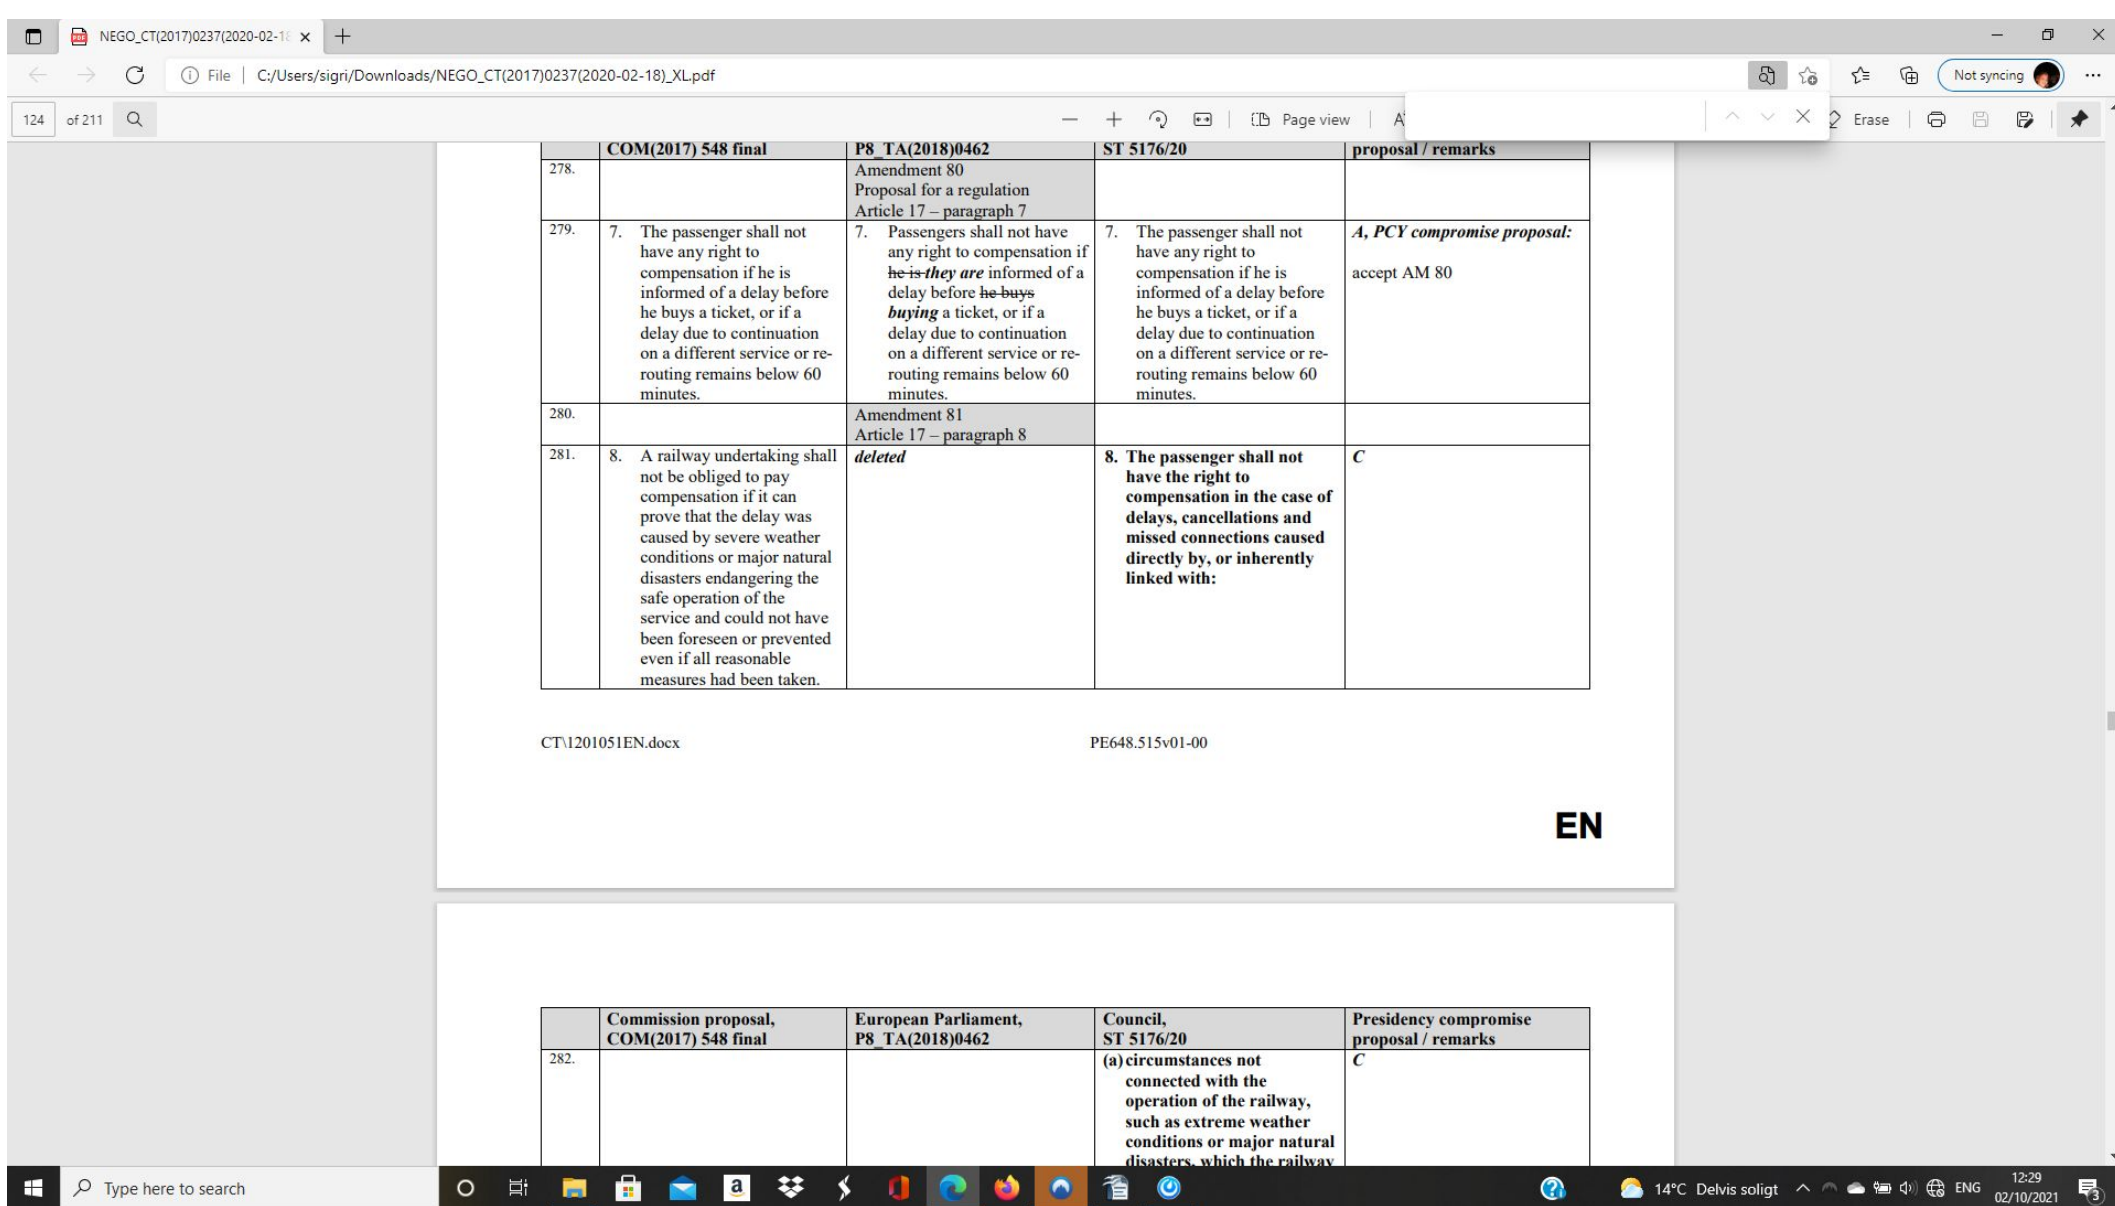 NEGO_CT(2017)0237(2020-02-18
File
C:/Users/sigri/Downloads/NEGO_CT(2017)0237(2020-02-18)_XL.pdf
Not syncing
124 of 211
Page view
A
Erase
COM(2017) 548 final
P8_TA(2018)0462
ST 5176/20
proposal / remarks
278.
Amendment 80
Proposal for a regulation
Article 17 – paragraph 7
279.
7. The passenger shall not
have any right to
compensation if he is
informed of a delay before
he buys a ticket, or if a
delay due to continuation
on a different service or re-
routing remains below 60
minutes.
7. Passengers shall not have
any right to compensation if
he is they are informed of a
delay before he buys
buying a ticket, or if a
delay due to continuation
on a different service or re-
routing remains below 60
minutes.
7. The passenger shall not
have any right to
compensation if he is
informed of a delay before
he buys a ticket, or if a
delay due to continuation
on a different service or re-
routing remains below 60
minutes.
A, PCY compromise proposal:
accept AM 80
280.
Amendment 81
Article 17 – paragraph 8
281.
8. A railway undertaking shall
not be obliged to pay
compensation if it can
prove that the delay was
caused by severe weather
conditions or major natural
disasters endangering the
safe operation of the
service and could not have
been foreseen or prevented
even if all reasonable
measures had been taken.
deleted
8. The passenger shall not
have the right to
compensation in the case of
delays, cancellations and
missed connections caused
directly by, or inherently
linked with:
C
CT\1201051EN.docx
PE648.515v01-00
EN
Commission proposal,
COM(2017) 548 final
European Parliament,
P8_TA(2018)0462
Council,
ST 5176/20
Presidency compromise
proposal / remarks
282.
(a) circumstances not
connected with the
operation of the railway,
such as extreme weather
conditions or major natural
disasters, which the railway
C
Type here to search
14°C Delvis soligt
ENG
12:29
02/10/2021
3